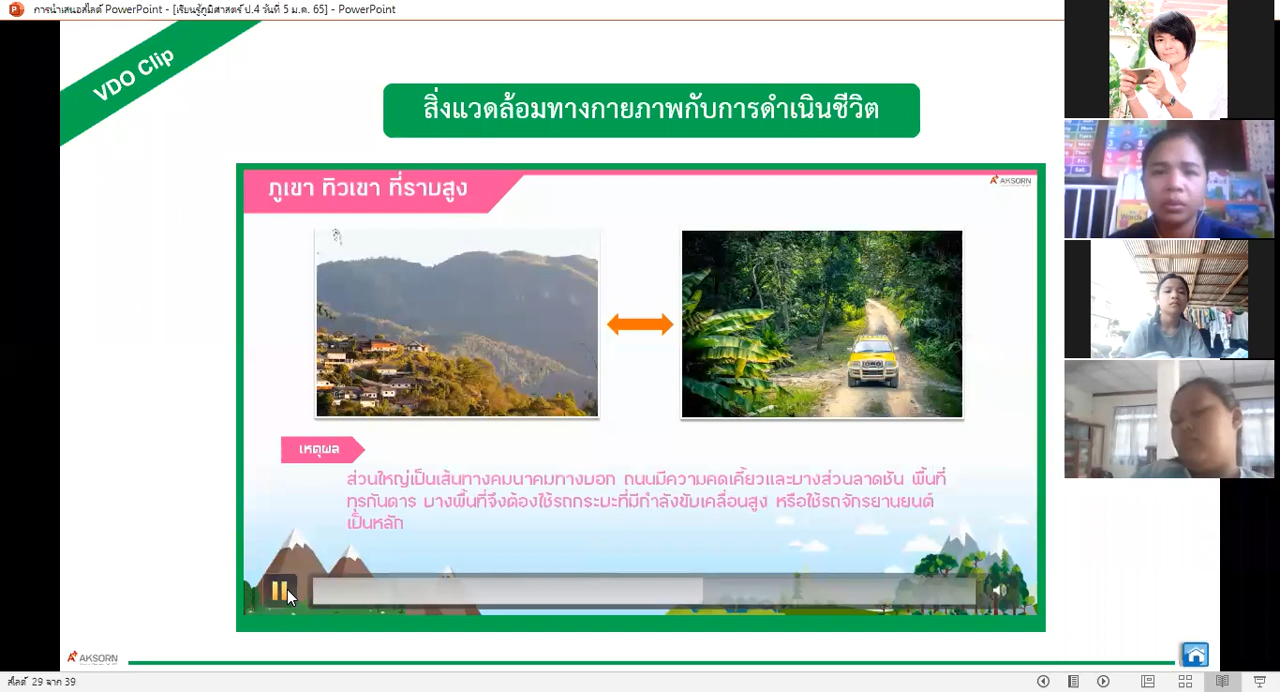 การนำเสนอสไลด์ PowerPoint - [เรียนรู้ภูมิศาสตร์ ป.4 วันที่ 5 ม.ค. 65] - PowerPoint
VDO Clip
สิ่งแวดล้อมทางกายภาพกับการดำเนินชีวิต
ภูเขา ทิวเขา ที่ราบสูง
AKSORN
เหตุผล
ส่วนใหญ่เป็นเส้นทางคมนาคมทางบอก ถนนมีความคดเคี้ยวและบางส่วนลาดชัน พื้นที่
ทุรกันดาร บางพื้นที่จึงต้องใช้รถกระบะที่มีกำลังขับเคลื่อนสูง หรือใช้รถจักรยานยนต์
เป็นหลัก
AKSORN
สไลด์ 29 จาก 39